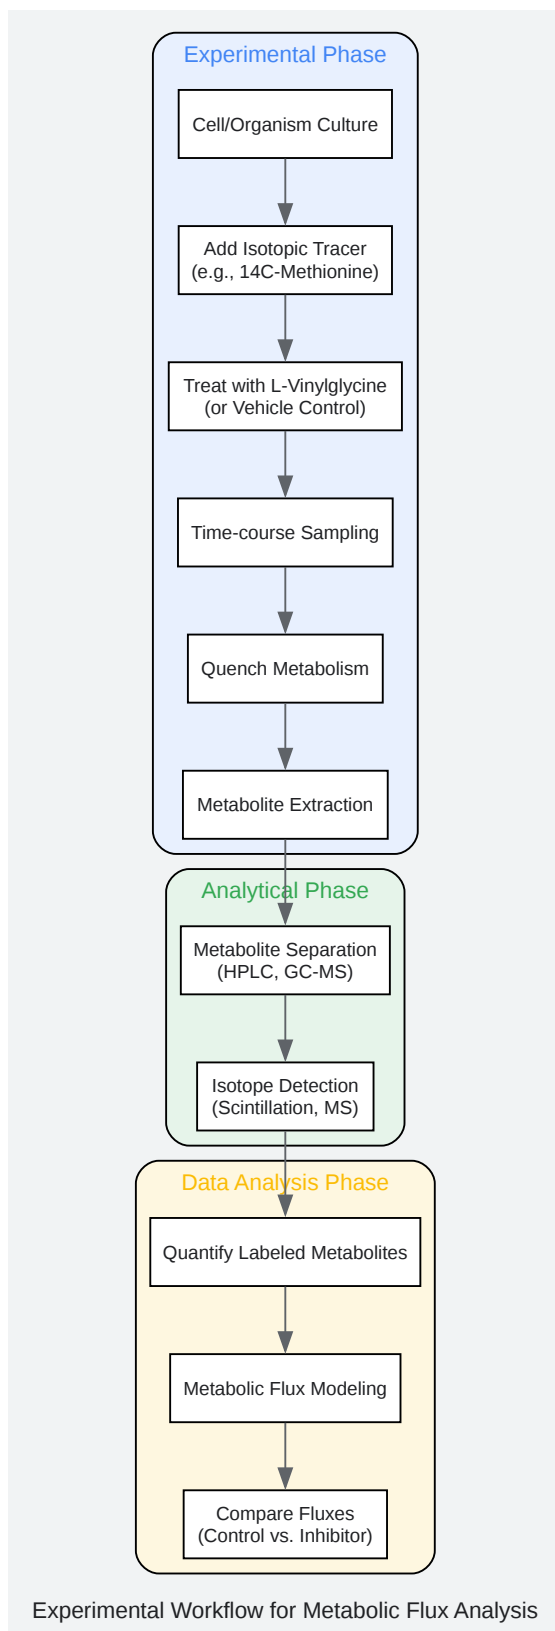 Experimental Phase
Cell/Organism Culture
Add Isotopic Tracer
(e.g., 14C-Methionine)
Treat with L-Vinylglycine
(or Vehicle Control)
Time-course Sampling
Quench Metabolism
Metabolite Extraction
Analytical Phase
Metabolite Separation
(HPLC, GC-MS)
Isotope Detection
(Scintillation, MS)
Data Analysis Phase
Quantify Labeled Metabolites
Metabolic Flux Modeling
Compare Fluxes
(Control vs. Inhibitor)
Experimental Workflow for Metabolic Flux Analysis